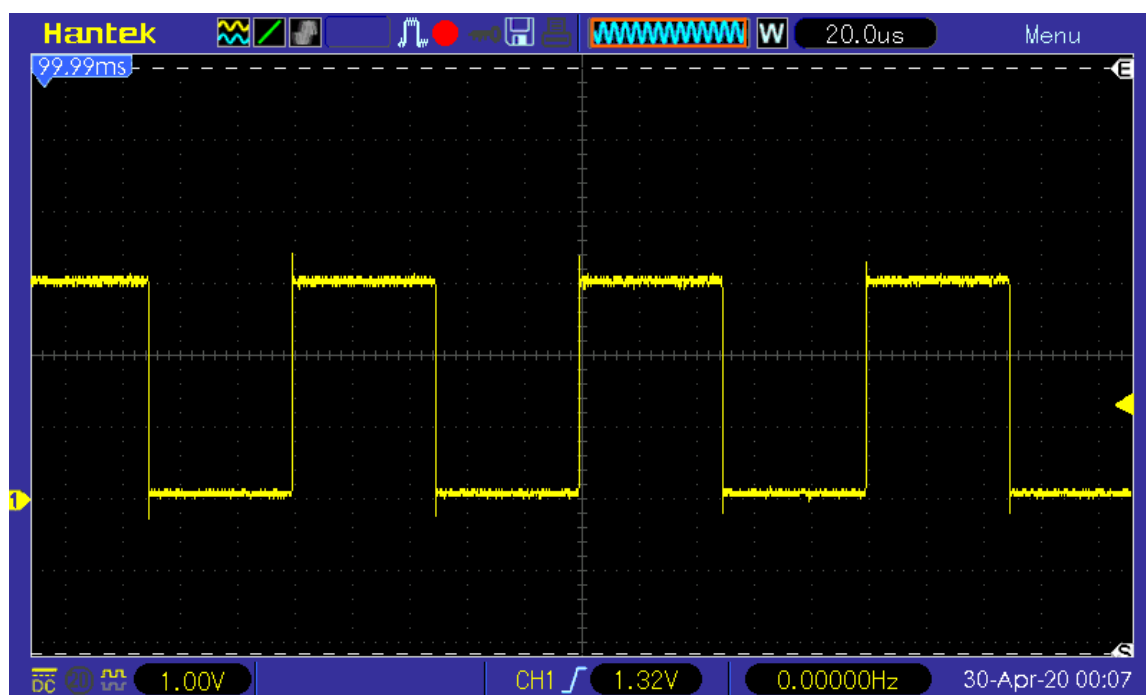 Hantek W 20.0us Menu
99.99ms
E
1
S
DC 1.00V CH1 1.32V 0.00000Hz 30-Apr-20 00:07